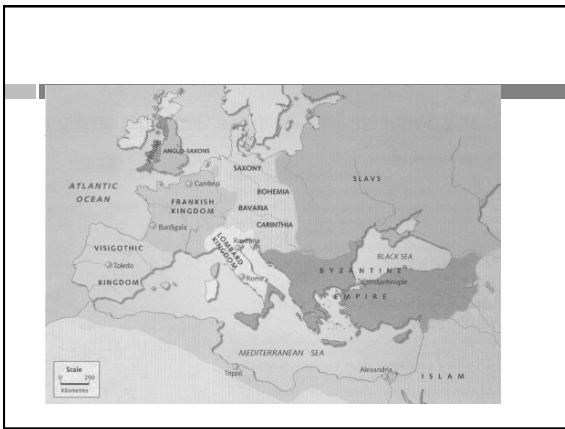 ANGLO-SAXONS
SAXONY
SLAVS
Cambrai
ATLANTIC
OCEAN
FRANKISH
KINGDOM
BOHEMIA
BAVARIA
CARINTHIA
Burdigala
LOMBARD
KINGDOM
Ravenna
BLACK SEA
VISIGOTHIC
Toledo
KINGDOM
Rome
BYZANTINE
Constantinople
EMPIRE
MEDITERRANEAN SEA
Tripoli
Alexandria
ISLAM
Scale
0 250
Kilometres